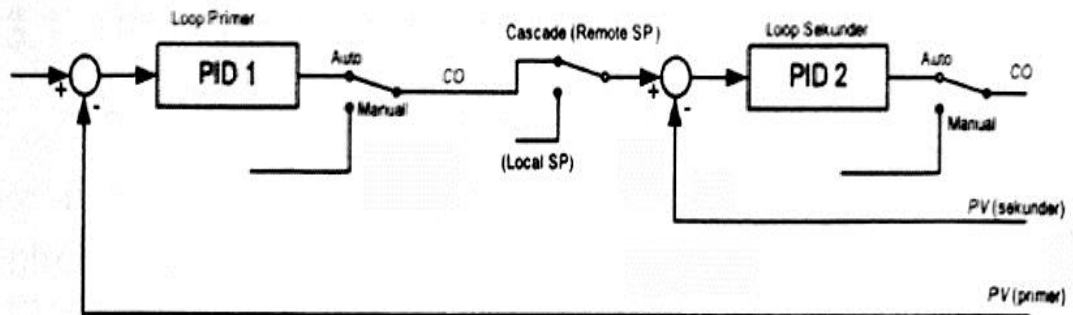 Loop Primer
PID 1
+
-
Auto
Manual
CO
Cascade (Remote SP)
(Local SP)
Loop Sekunder
+
-
PID 2
Auto
CO
Manual
PV (sekunder)
PV (primer)